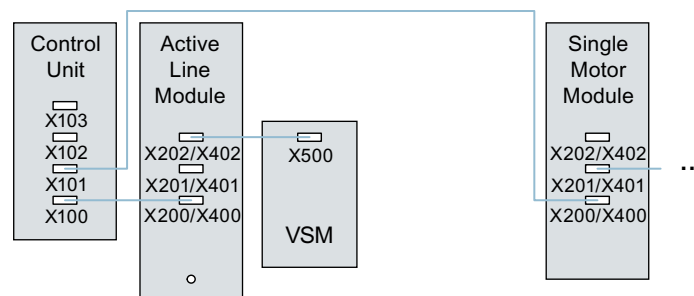 Control
Unit
X103
X102
X101
X100
Active
Line
Module
X202/X402
X201/X401
X200/X400
X500
VSM
Single
Motor
Module
X202/X402
X201/X401
X200/X400
..